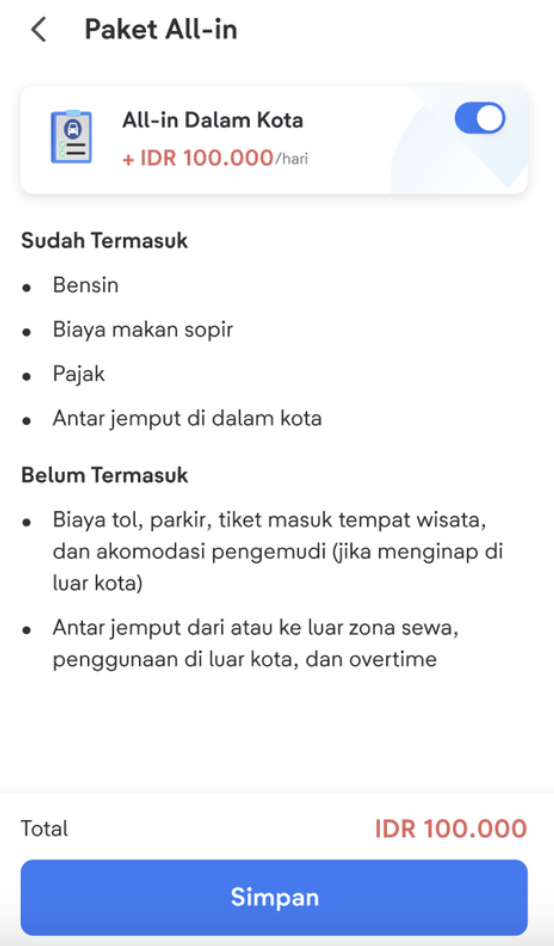 Paket All-in
All-in Dalam Kota
+ IDR 100.000/hari
Sudah Termasuk
• Bensin
• Biaya makan sopir
• Pajak
• Antar jemput di dalam kota
Belum Termasuk
• Biaya tol, parkir, tiket masuk tempat wisata,
dan akomodasi pengemudi (jika menginap di
luar kota)
• Antar jemput dari atau ke luar zona sewa,
penggunaan di luar kota, dan overtime
Total IDR 100.000
Simpan